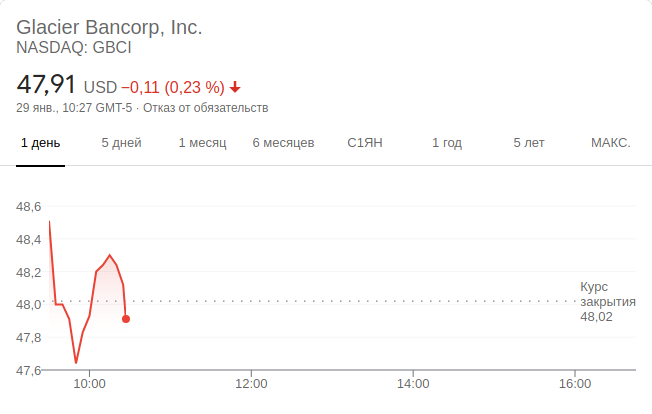 Glacier Bancorp, Inc.
NASDAQ: GBCI
47,91 USD −0,11 (0,23 %)
29 янв., 10:27 GMT-5 · Отказ от обязательств
1 день 5 дней 1 месяц 6 месяцев С1ЯН 1 год 5 лет МАКС.
48,6
48,4
48,2
48,0
47,8
47,6
Курс
закрытия
48,02
10:00 12:00 14:00 16:00